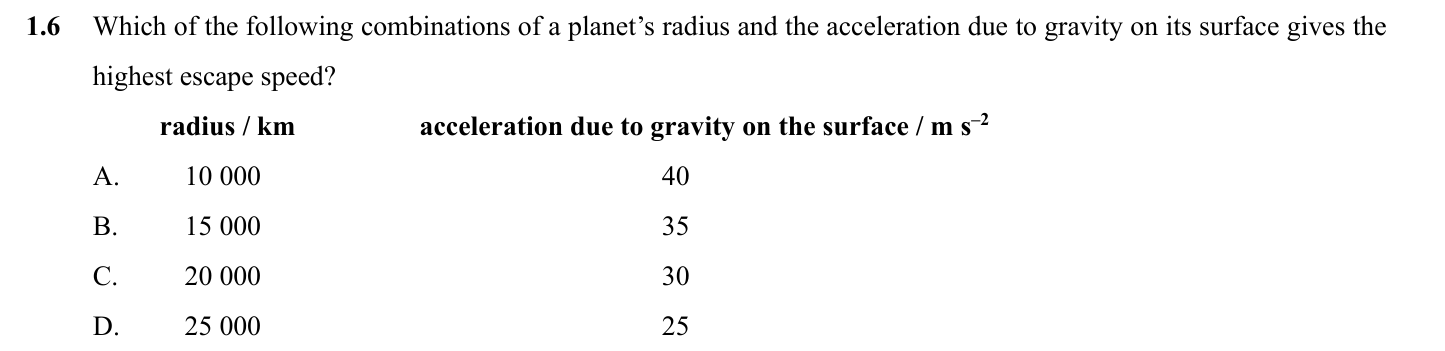 1.6 Which of the following combinations of a planet’s radius and the acceleration due to gravity on its surface gives the
highest escape speed?
radius / km acceleration due to gravity on the surface / m s⁻²
A. 10 000 40
B. 15 000 35
C. 20 000 30
D. 25 000 25